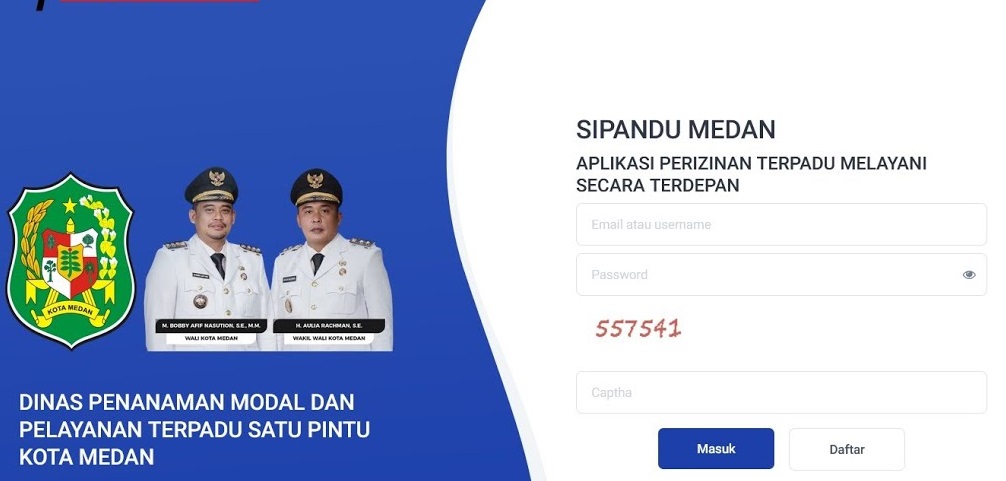 KOTA MEDAN
M. BOBBY AFIF NASUTION, S.E., M.M.
WALI KOTA MEDAN
H. AULIA RACHMAN, S.E.
WAKIL WALI KOTA MEDAN
DINAS PENANAMAN MODAL DAN
PELAYANAN TERPADU SATU PINTU
KOTA MEDAN
SIPANDU MEDAN
APLIKASI PERIZINAN TERPADU MELAYANI
SECARA TERDEPAN
Email atau username
Password
557541
Captha
Masuk
Daftar